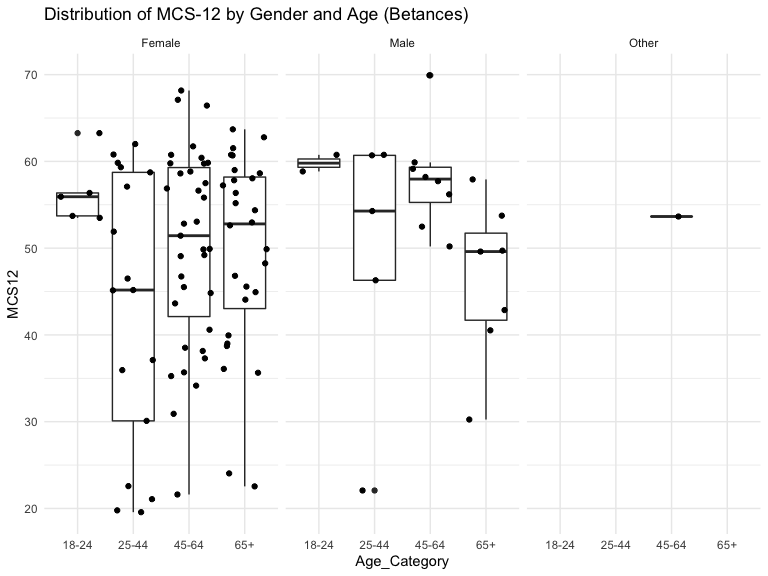 Distribution of MCS-12 by Gender and Age (Betances)
Female Male Other
MCS12
70
60
50
40
30
20
18-24 25-44 45-64 65+ 18-24 25-44 45-64 65+ 18-24 25-44 45-64 65+
Age_Category